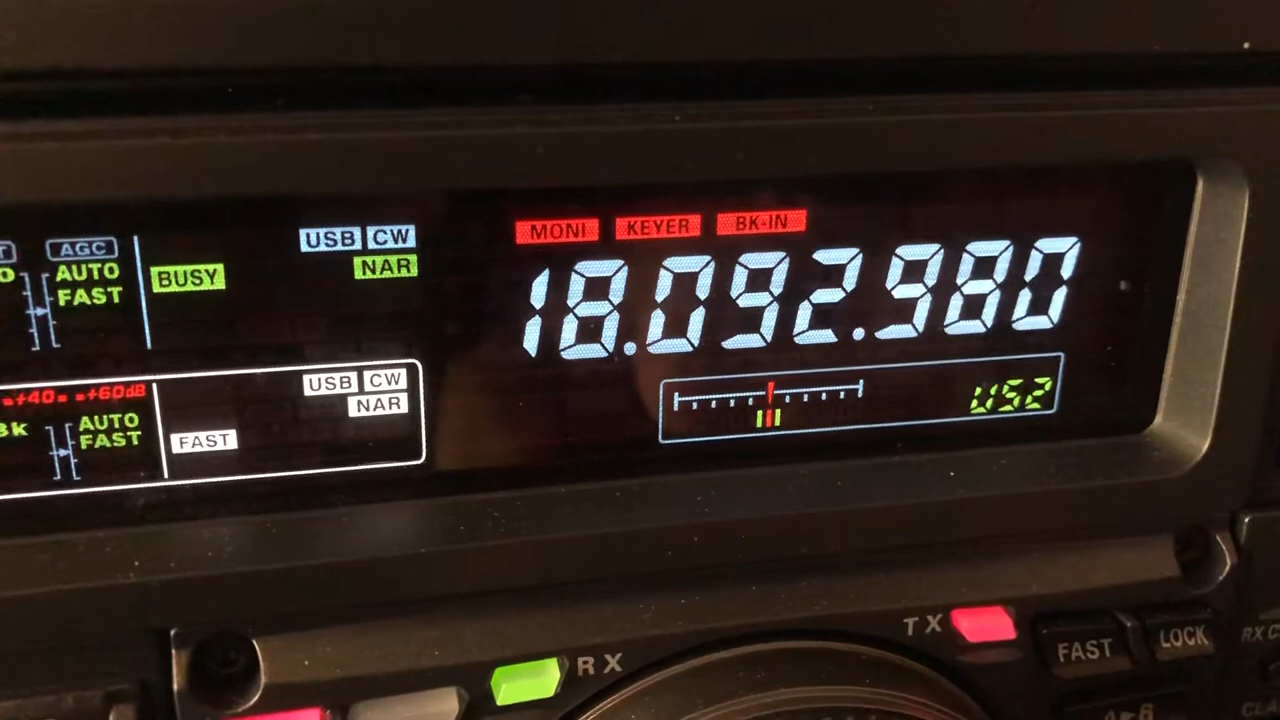 MONI KEYER BK-IN
AGC USB CW
AUTO BUSY NAR
FAST
18.092.980
+40 +60dB USB CW
NAR
AUTO
FAST FAST
TX
RX
FAST LOCK
A▶B